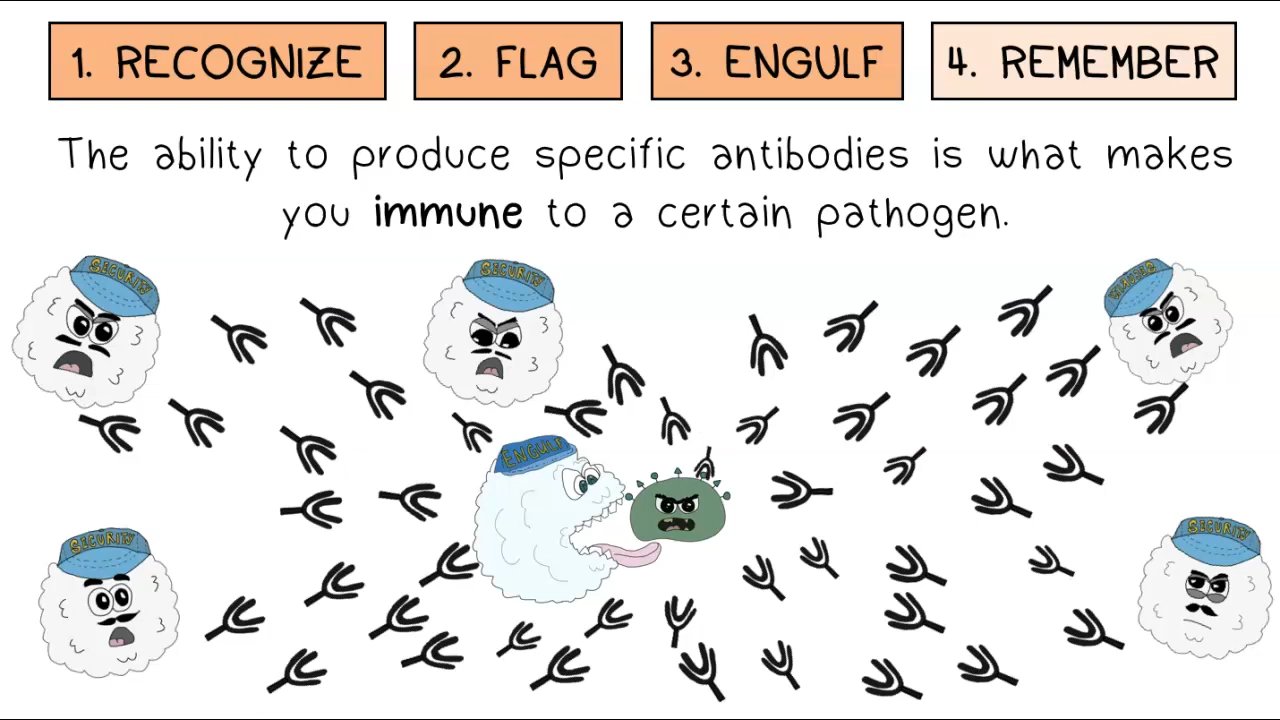 1. RECOGNIZE
2. FLAG
3. ENGULF
4. REMEMBER
The ability to produce specific antibodies is what makes
you immune to a certain pathogen.
SECURITY
SECURITY
SECURITY
ENGULF
SECURITY
SECURITY